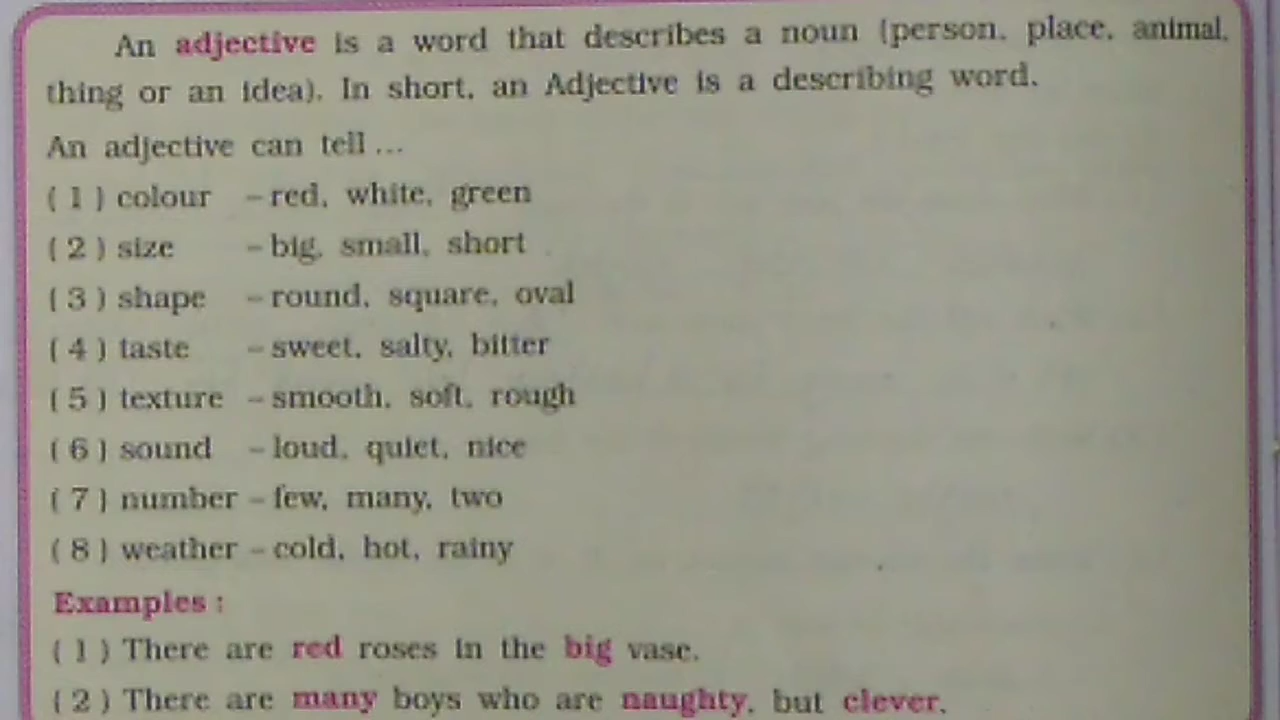 An adjective is a word that describes a noun (person, place, animal,
thing or an idea). In short, an Adjective is a describing word.
An adjective can tell ...
( 1 ) colour – red, white, green
( 2 ) size – big, small, short
( 3 ) shape – round, square, oval
( 4 ) taste – sweet, salty, bitter
( 5 ) texture – smooth, soft, rough
( 6 ) sound – loud, quiet, nice
( 7 ) number – few, many, two
( 8 ) weather – cold, hot, rainy
Examples :
( 1 ) There are red roses in the big vase.
( 2 ) There are many boys who are naughty, but clever.